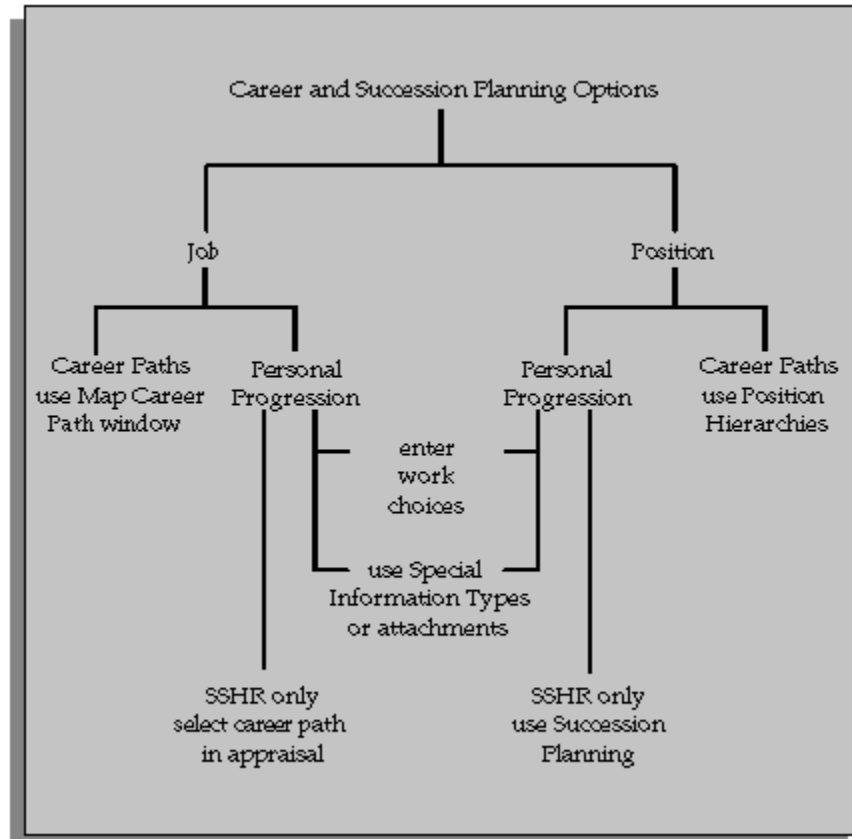 Career and Succession Planning Options
Job
Position
Career Paths
use Map Career
Path window
Personal
Progression
Personal
Progression
Career Paths
use Position
Hierarchies
enter
work
choices
use Special
Information Types
or attachments
SSHR only
select career path
in appraisal
SSHR only
use Succession
Planning